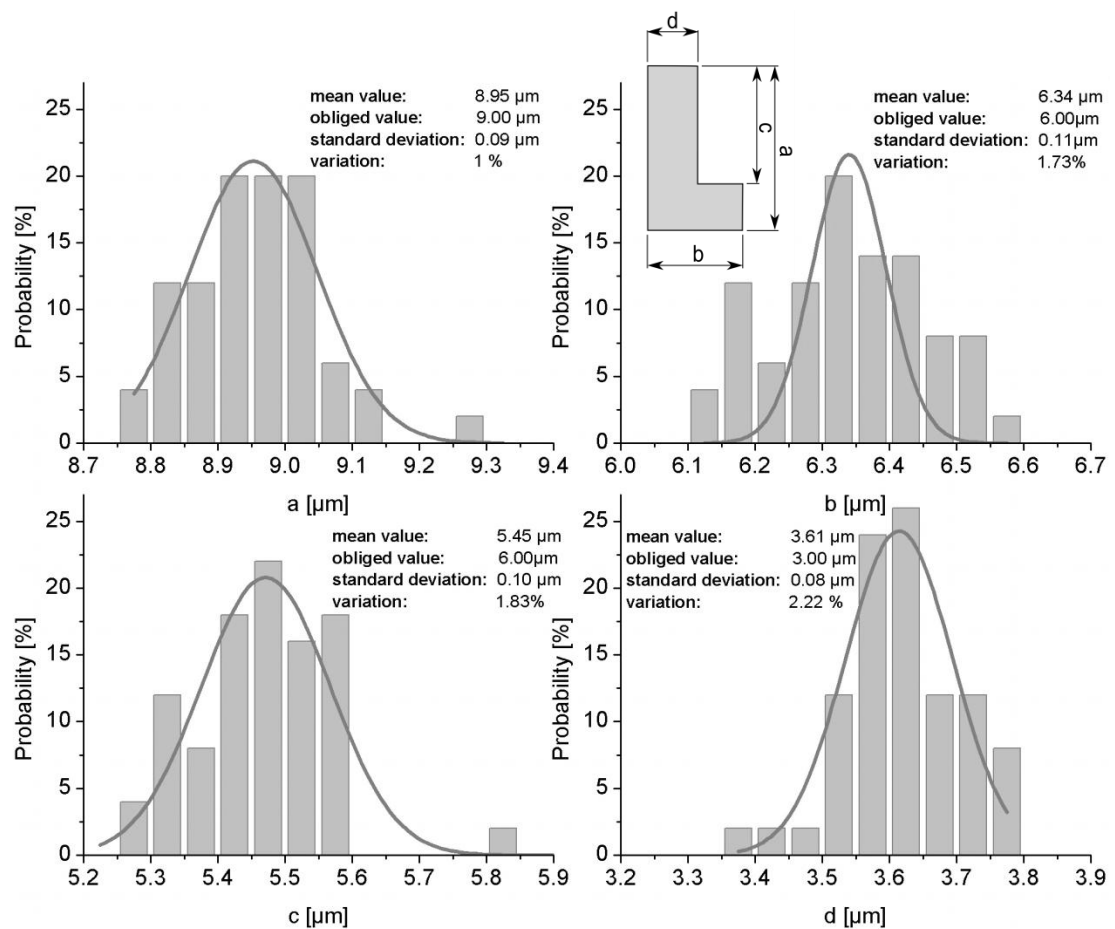 mean value: 8.95 µm
obliged value: 9.00 µm
standard deviation: 0.09 µm
variation: 1 %
Probability [%]
25
20
15
10
5
0
8.7 8.8 8.9 9.0 9.1 9.2 9.3 9.4
a [µm]
d
c
a
b
mean value: 6.34 µm
obliged value: 6.00µm
standard deviation: 0.11µm
variation: 1.73%
Probability [%]
25
20
15
10
5
0
6.0 6.1 6.2 6.3 6.4 6.5 6.6 6.7
b [µm]
mean value: 5.45 µm
obliged value: 6.00µm
standard deviation: 0.10 µm
variation: 1.83%
Probability [%]
25
20
15
10
5
0
5.2 5.3 5.4 5.5 5.6 5.7 5.8 5.9
c [µm]
mean value: 3.61 µm
obliged value: 3.00 µm
standard deviation: 0.08 µm
variation: 2.22 %
Probability [%]
25
20
15
10
5
0
3.2 3.3 3.4 3.5 3.6 3.7 3.8 3.9
d [µm]